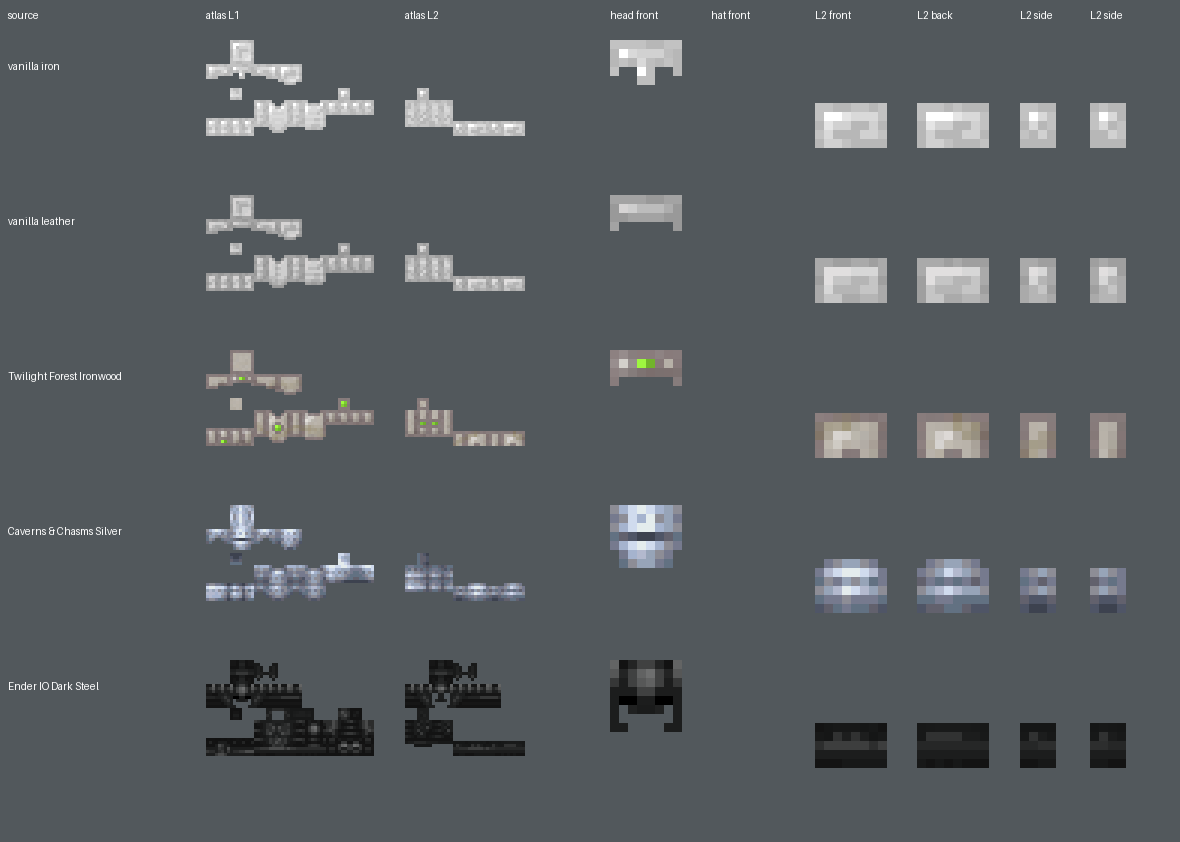 source atlas L1 atlas L2 head front hat front L2 front L2 back L2 side L2 side
vanilla iron
vanilla leather
Twilight Forest Ironwood
Caverns & Chasms Silver
Ender IO Dark Steel